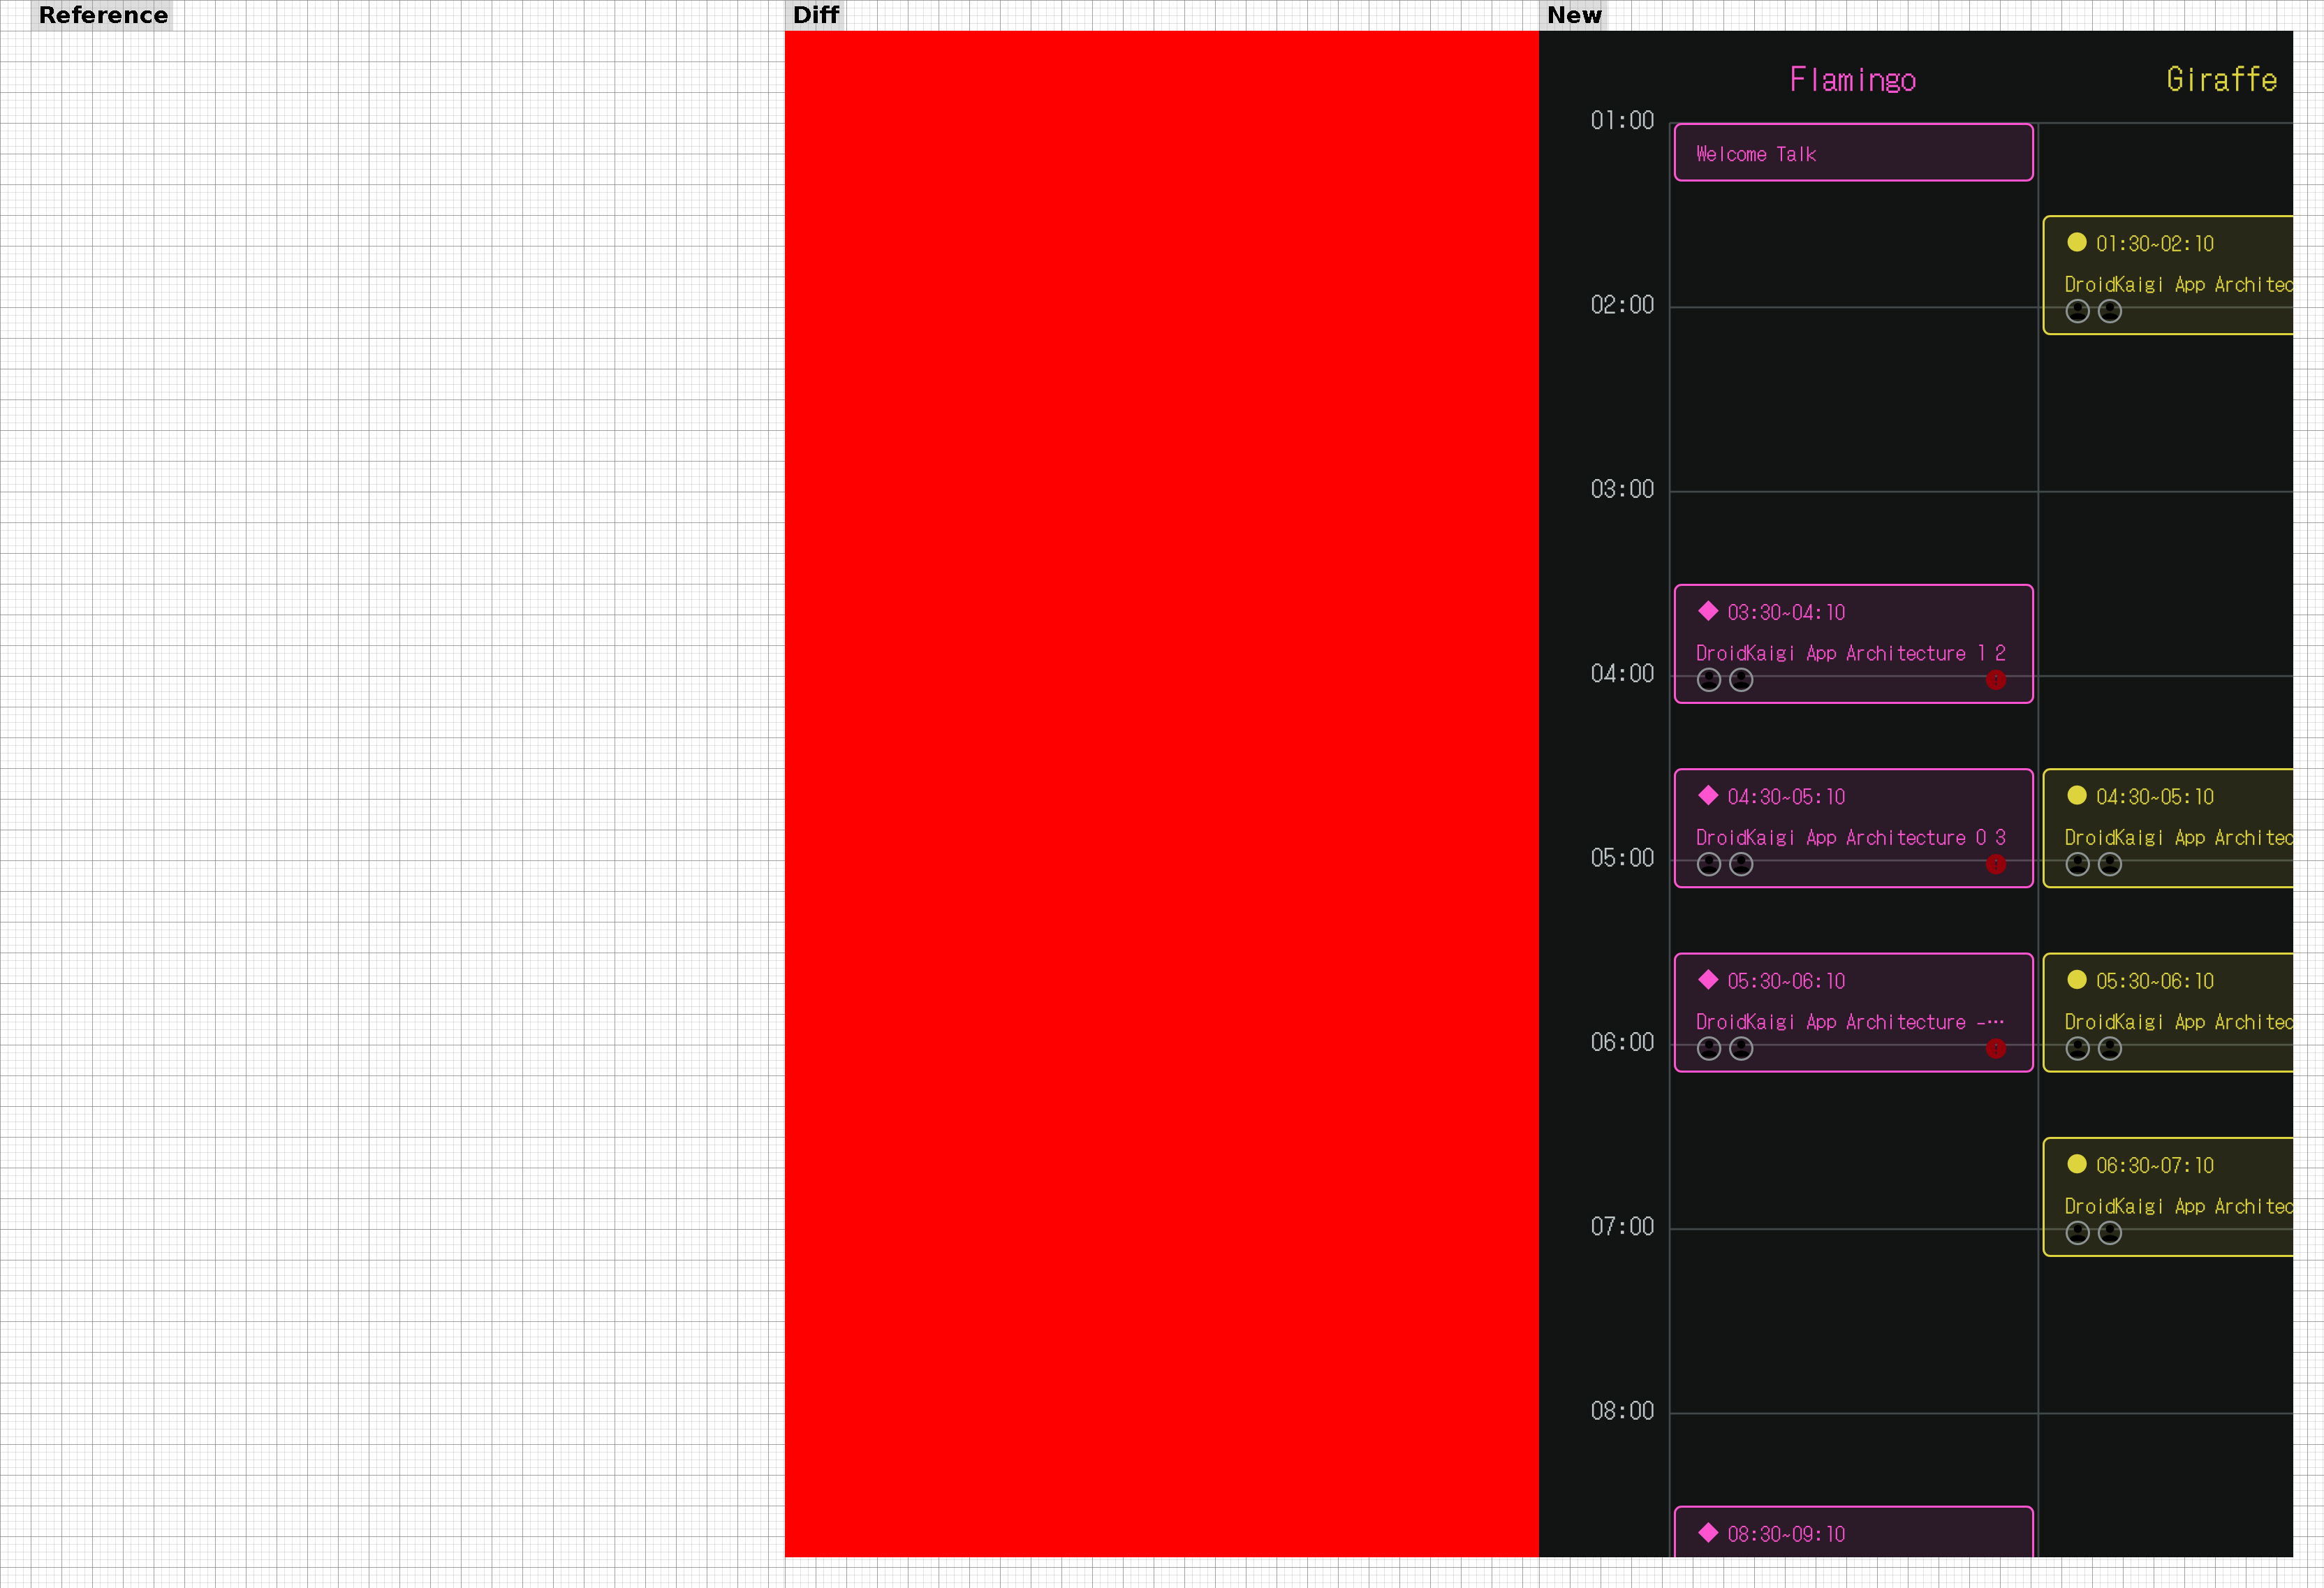 Reference
Diff
New
Flamingo
Giraffe
01:00
Welcome Talk
01:30~02:10
DroidKaigi App Architec
02:00
03:00
03:30~04:10
DroidKaigi App Architecture 1 2
04:00
04:30~05:10
DroidKaigi App Architecture 0 3
04:30~05:10
DroidKaigi App Architec
05:00
05:30~06:10
DroidKaigi App Architecture -…
05:30~06:10
DroidKaigi App Architec
06:00
06:30~07:10
DroidKaigi App Architec
07:00
08:00
08:30~09:10